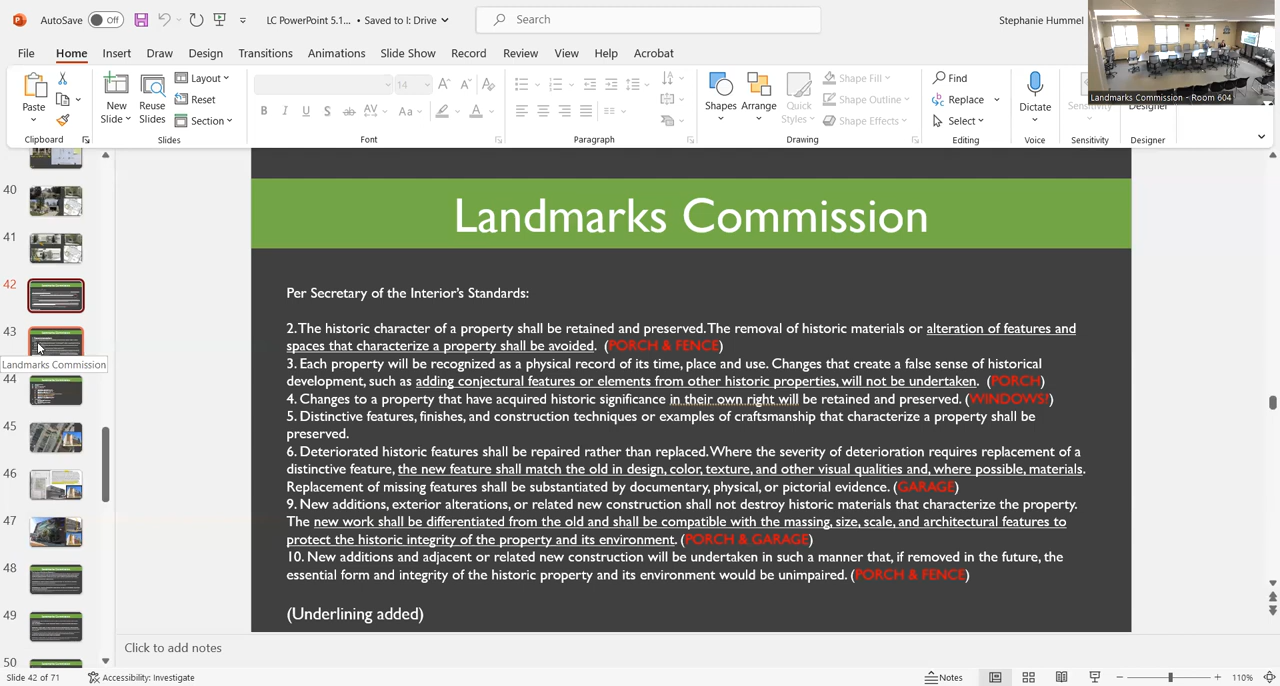 AutoSave Off LC PowerPoint 5.1... • Saved to I: Drive Search Stephanie Hummel
File Home Insert Draw Design Transitions Animations Slide Show Record Review View Help Acrobat
Paste
New Slide
Reuse Slides
Layout
Reset
Section
14
B I U S ab AV Aa A
Shapes Arrange Quick Styles
Shape Fill
Shape Outline
Shape Effects
Find
Replace
Select
Dictate
Sensitivity
Designer
Landmarks Commission - Room 604
Clipboard Slides Font Paragraph Drawing Editing Voice Sensitivity Designer
40
41
42
43
Landmarks Commission
44
45
46
47
48
49
50
Landmarks Commission
Per Secretary of the Interior's Standards:
2. The historic character of a property shall be retained and preserved. The removal of historic materials or alteration of features and
spaces that characterize a property shall be avoided. (PORCH & FENCE)
3. Each property will be recognized as a physical record of its time, place and use. Changes that create a false sense of historical
development, such as adding conjectural features or elements from other historic properties, will not be undertaken. (PORCH)
4. Changes to a property that have acquired historic significance in their own right will be retained and preserved. (WINDOWS?)
5. Distinctive features, finishes, and construction techniques or examples of craftsmanship that characterize a property shall be
preserved.
6. Deteriorated historic features shall be repaired rather than replaced. Where the severity of deterioration requires replacement of a
distinctive feature, the new feature shall match the old in design, color, texture, and other visual qualities and, where possible, materials.
Replacement of missing features shall be substantiated by documentary, physical, or pictorial evidence. (GARAGE)
9. New additions, exterior alterations, or related new construction shall not destroy historic materials that characterize the property.
The new work shall be differentiated from the old and shall be compatible with the massing, size, scale, and architectural features to
protect the historic integrity of the property and its environment. (PORCH & GARAGE)
10. New additions and adjacent or related new construction will be undertaken in such a manner that, if removed in the future, the
essential form and integrity of the historic property and its environment would be unimpaired. (PORCH & FENCE)
(Underlining added)
Click to add notes
Slide 42 of 71 Accessibility: Investigate Notes 110%